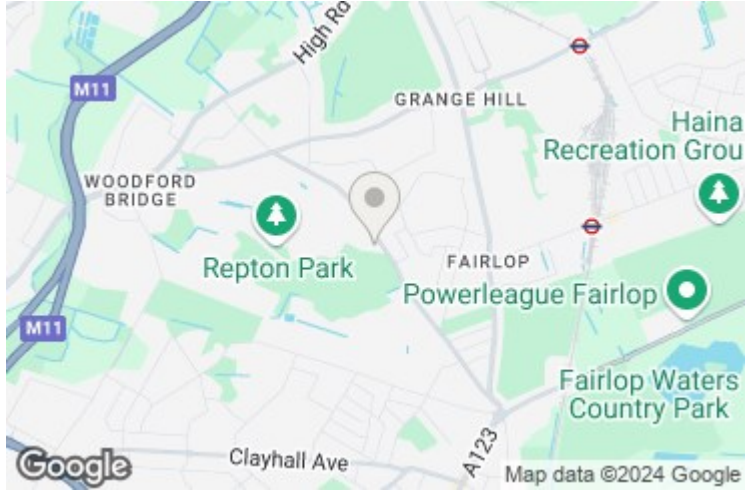 High Rd
M11
GRANGE HILL
Haina
Recreation Grou
WOODFORD
BRIDGE
Repton Park
FAIRLOP
Powerleague Fairlop
M11
Fairlop Waters
Country Park
A123
Clayhall Ave
Google
Map data ©2024 Google